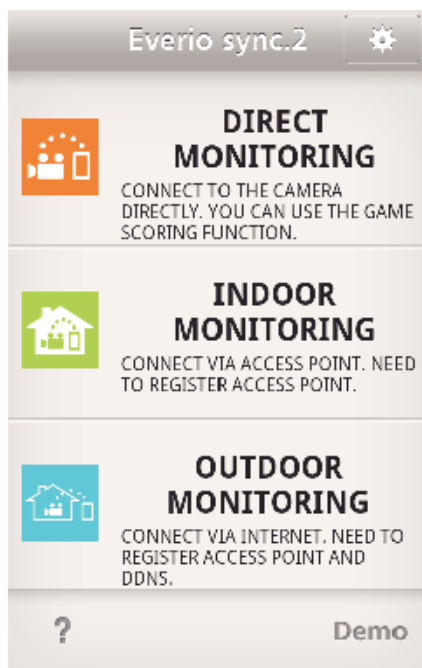 Everio sync.2
DIRECT
MONITORING
CONNECT TO THE CAMERA
DIRECTLY. YOU CAN USE THE GAME
SCORING FUNCTION.
INDOOR
MONITORING
CONNECT VIA ACCESS POINT. NEED
TO REGISTER ACCESS POINT.
OUTDOOR
MONITORING
CONNECT VIA INTERNET. NEED TO
REGISTER ACCESS POINT AND
DDNS.
? Demo